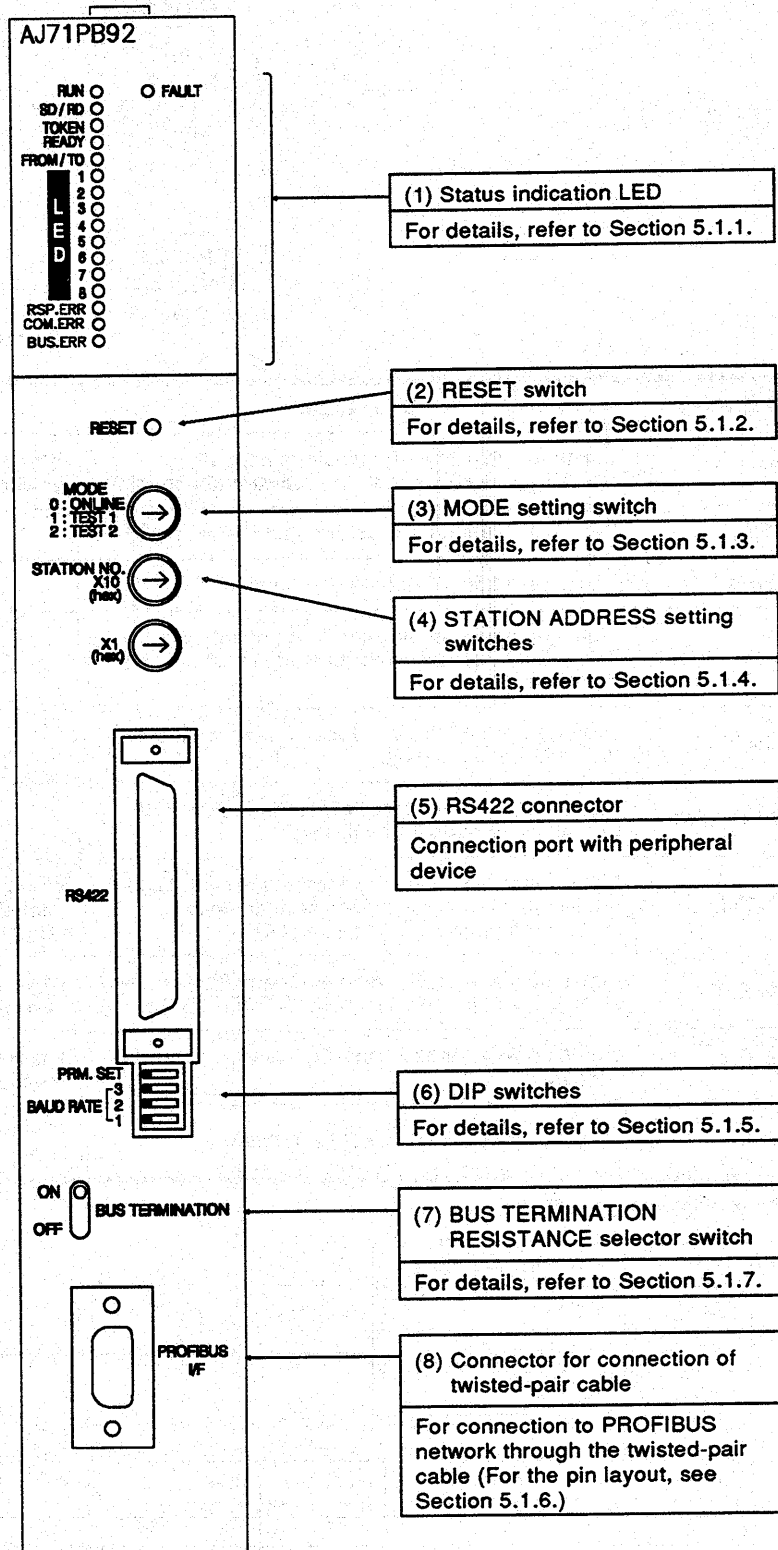 AJ71PB92
RUN
FAULT
SD/RD
TOKEN
READY
FROM/TO
1
2
3
4
5
6
7
8
LED
RSP.ERR
COM.ERR
BUS.ERR
(1) Status indication LED
For details, refer to Section 5.1.1.
RESET
(2) RESET switch
For details, refer to Section 5.1.2.
MODE
0 : ONLINE
1 : TEST 1
2 : TEST 2
(3) MODE setting switch
For details, refer to Section 5.1.3.
STATION NO.
X10
(hex)
X1
(hex)
(4) STATION ADDRESS setting
switches
For details, refer to Section 5.1.4.
RS422
(5) RS422 connector
Connection port with peripheral
device
PRM. SET
3
BAUD RATE
2
1
(6) DIP switches
For details, refer to Section 5.1.5.
ON
OFF
BUS TERMINATION
(7) BUS TERMINATION
RESISTANCE selector switch
For details, refer to Section 5.1.7.
PROFIBUS
I/F
(8) Connector for connection of
twisted-pair cable
For connection to PROFIBUS
network through the twisted-pair
cable (For the pin layout, see
Section 5.1.6.)